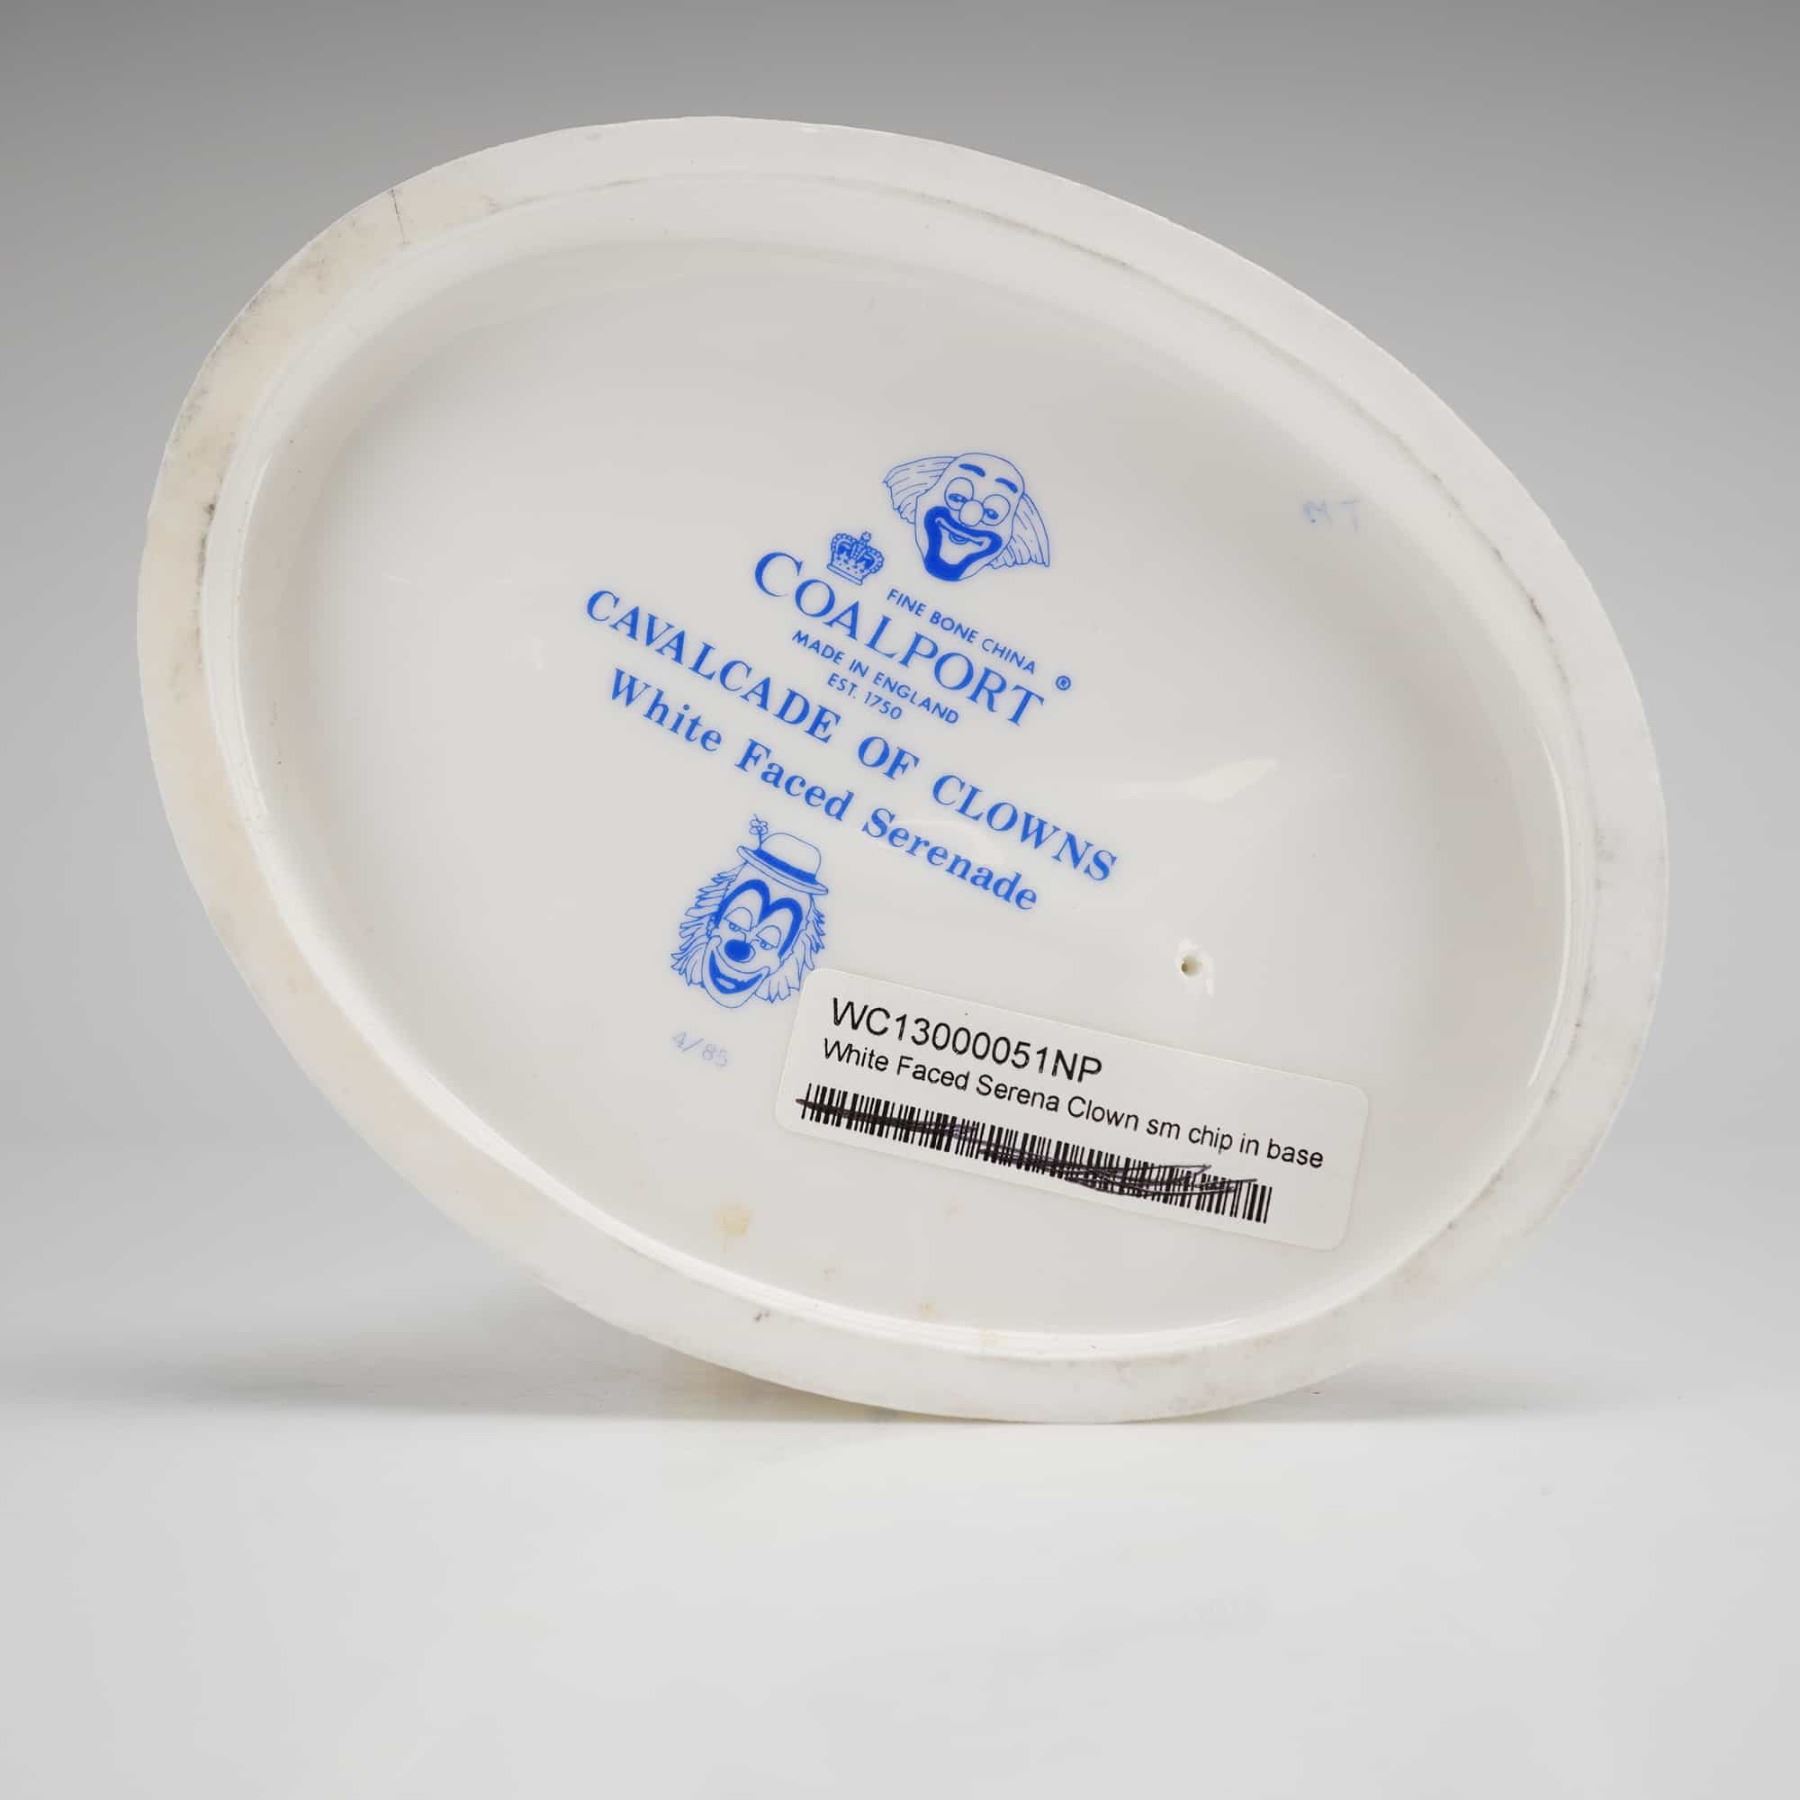 FINE BONE CHINA
COALPORT ®
MADE IN ENGLAND
EST. 1750
CAVALCADE OF CLOWNS
White Faced Serenade
4/85
WC13000051NP
White Faced Serena Clown sm chip in base